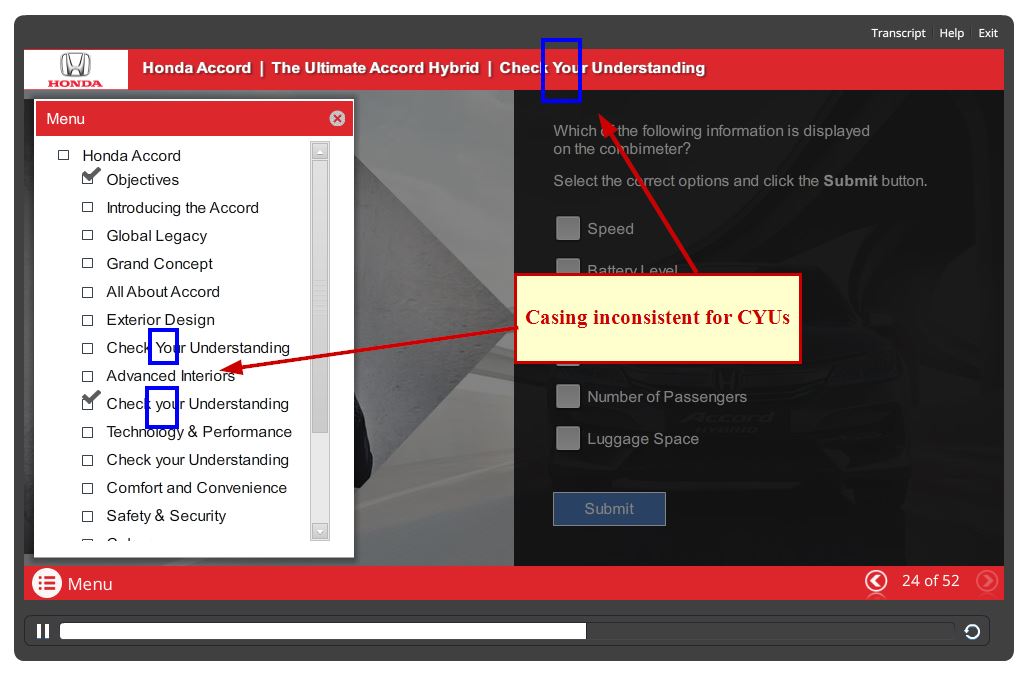 Transcript Help Exit
HONDA
Honda Accord | The Ultimate Accord Hybrid | Check Your Understanding
Menu
Honda Accord
Objectives
Introducing the Accord
Global Legacy
Grand Concept
All About Accord
Exterior Design
Check Your Understanding
Advanced Interiors
Check your Understanding
Technology & Performance
Check your Understanding
Comfort and Convenience
Safety & Security
Which of the following information is displayed
on the combimeter?
Select the correct options and click the Submit button.
Speed
Battery Level
Casing inconsistent for CYUs
Number of Passengers
Luggage Space
Accord
HYBRID
Submit
Menu
24 of 52